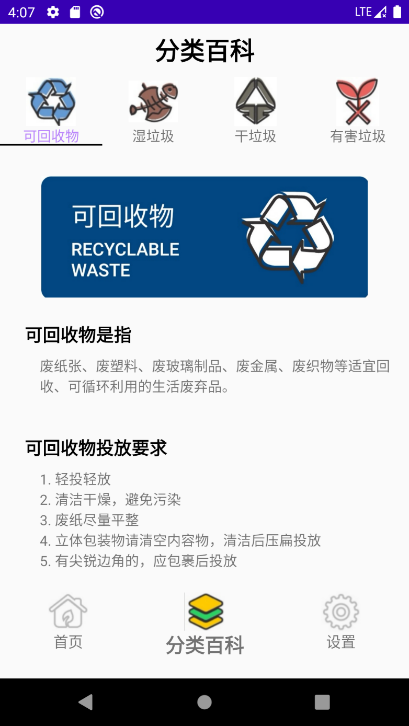 4:07
LTE
分类百科
可回收物
湿垃圾
干垃圾
有害垃圾
可回收物
RECYCLABLE
WASTE
可回收物是指
废纸张、废塑料、废玻璃制品、废金属、废织物等适宜回
收、可循环利用的生活废弃品。
可回收物投放要求
1. 轻投轻放
2. 清洁干燥，避免污染
3. 废纸尽量平整
4. 立体包装物请清空内容物，清洁后压扁投放
5. 有尖锐边角的，应包裹后投放
首页
分类百科
设置